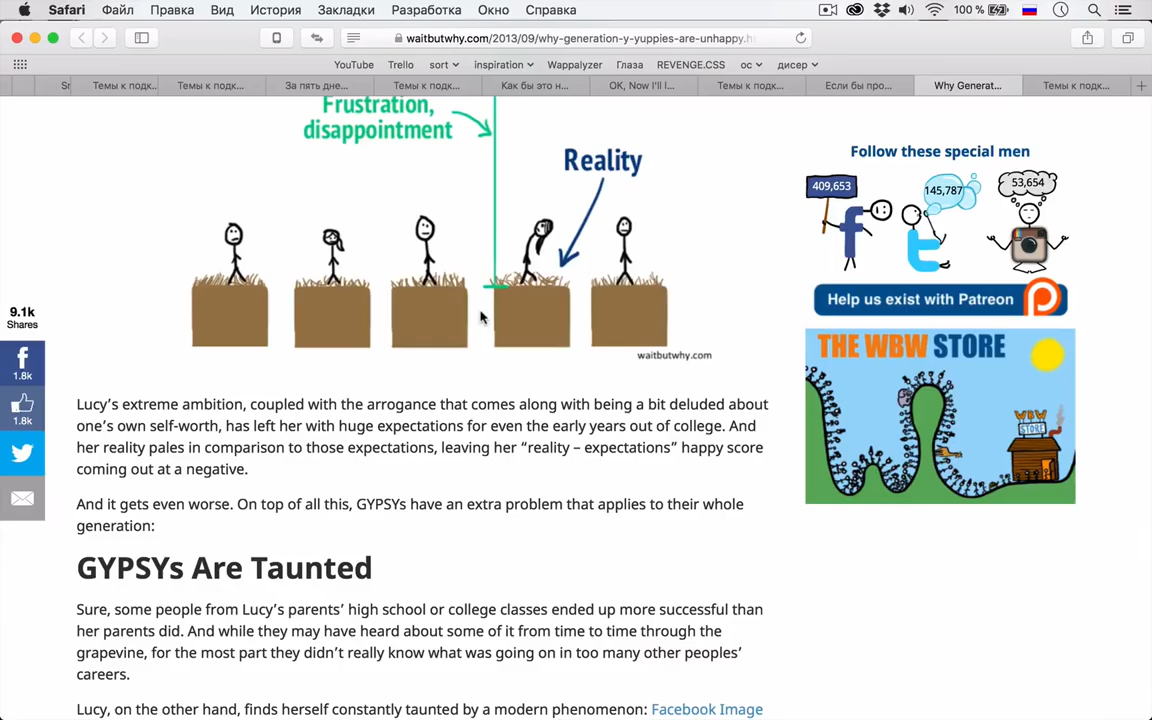 Safari Файл Правка Вид История Закладки Разработка Окно Справка 100 %
waitbutwhy.com/2013/09/why-generation-y-yuppies-are-unhappy.h
YouTube Trello sort inspiration Wappalyzer Глаза REVENGE.CSS ос дисер
Темы к подк... Темы к подк... За пять дне... Темы к подк... Как бы это н... OK, Now I'll l... Темы к подк... Если бы про... Why Generat... Темы к подк...
Frustration,
disappointment
Reality
waitbutwhy.com
9.1k
Shares
1.8k
1.8k
Lucy’s extreme ambition, coupled with the arrogance that comes along with being a bit deluded about
one’s own self-worth, has left her with huge expectations for even the early years out of college. And
her reality pales in comparison to those expectations, leaving her “reality – expectations” happy score
coming out at a negative.
And it gets even worse. On top of all this, GYPSYs have an extra problem that applies to their whole
generation:
GYPSYs Are Taunted
Sure, some people from Lucy’s parents’ high school or college classes ended up more successful than
her parents did. And while they may have heard about some of it from time to time through the
grapevine, for the most part they didn’t really know what was going on in too many other peoples’
careers.
Lucy, on the other hand, finds herself constantly taunted by a modern phenomenon: Facebook Image
Follow these special men
409,653 145,787 53,654
Help us exist with Patreon
THE WBW STORE
WBW
STORE